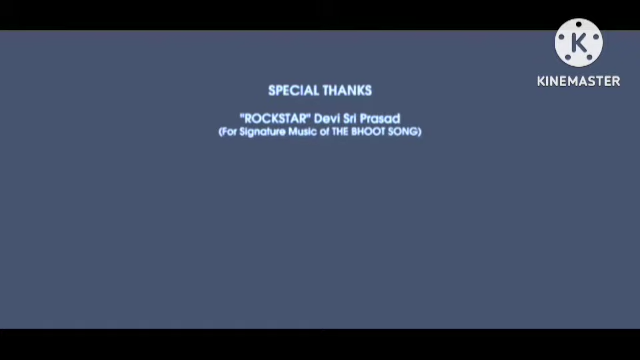 KINEMASTER
SPECIAL THANKS
"ROCKSTAR" Devi Sri Prasad
(For Signature Music of THE BHOOT SONG)